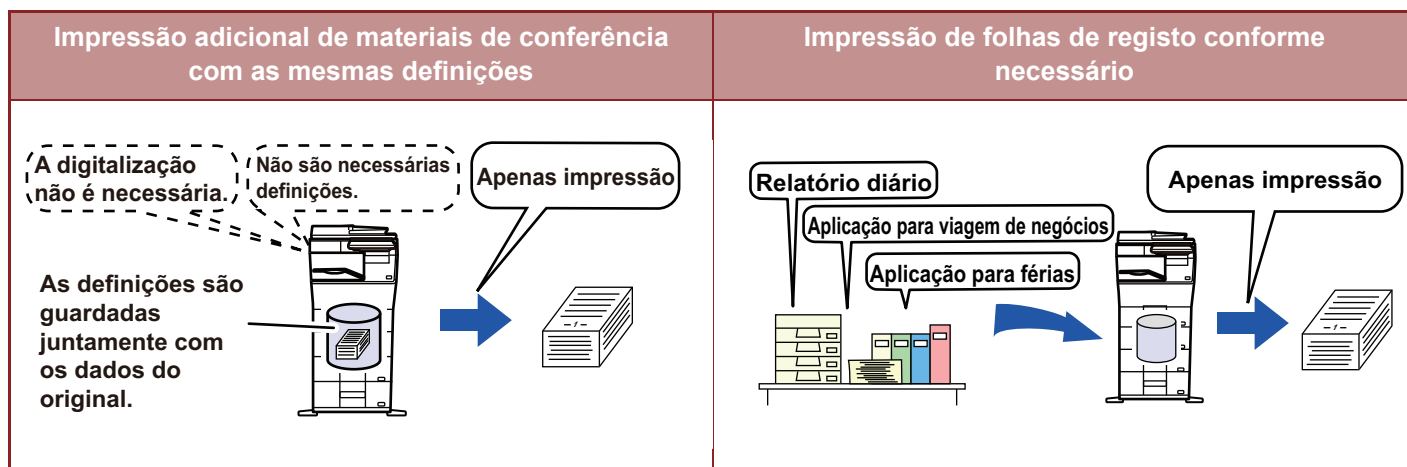 Impressão adicional de materiais de conferência
com as mesmas definições
Impressão de folhas de registo conforme
necessário
A digitalização
não é necessária.
Não são necessárias
definições.
Apenas impressão
As definições são
guardadas
juntamente com
os dados do
original.
–1–
Relatório diário
Aplicação para viagem de negócios
Aplicação para férias
Apenas impressão
–1–